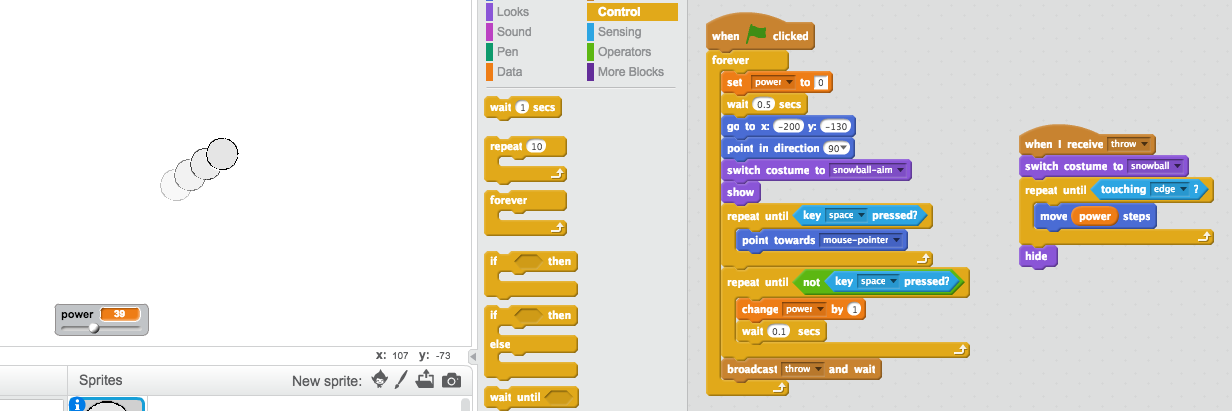 power 39
x: 107 y: -73
Sprites New sprite:
Looks Control
Sound Sensing
Pen Operators
Data More Blocks
wait 1 secs
repeat 10
forever
if then
if then
else
wait until
when clicked
forever
set power to 0
wait 0.5 secs
go to x: -200 y: -130
point in direction 90
switch costume to snowball-aim
show
repeat until key space pressed?
point towards mouse-pointer
repeat until not key space pressed?
change power by 1
wait 0.1 secs
broadcast throw and wait
when I receive throw
switch costume to snowball
repeat until touching edge ?
move power steps
hide